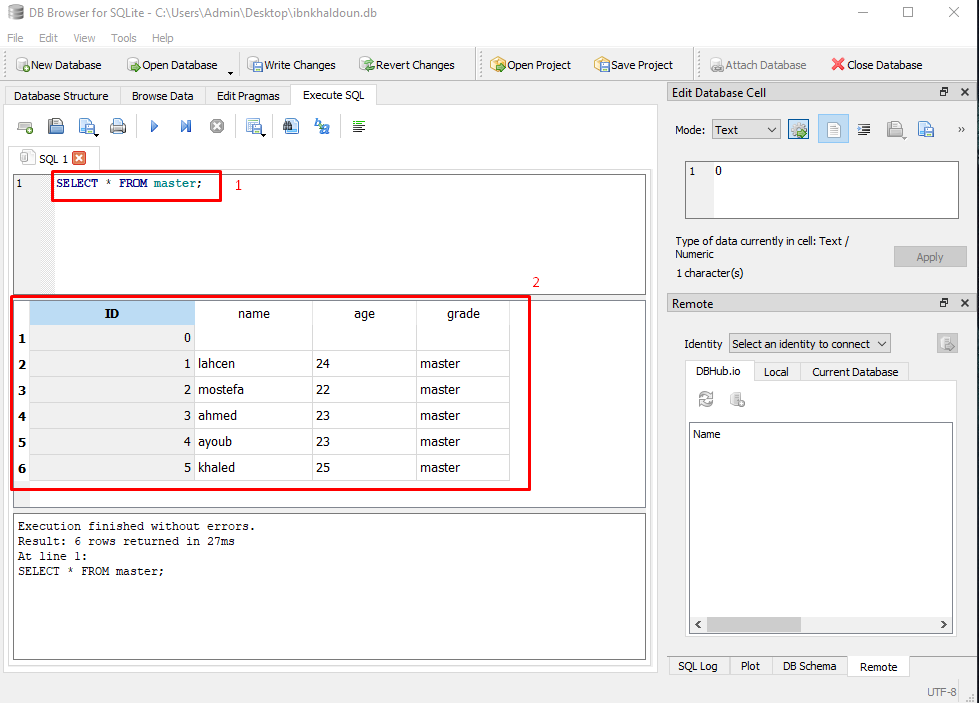 DB Browser for SQLite - C:\Users\Admin\Desktop\ibnkhaldoun.db
File Edit View Tools Help
New Database Open Database Write Changes Revert Changes Open Project Save Project Attach Database Close Database
Database Structure Browse Data Edit Pragmas Execute SQL
SQL 1
1 SELECT * FROM master; 1
2
ID name age grade
1 0
2 1 lahcen 24 master
3 2 mostefa 22 master
4 3 ahmed 23 master
5 4 ayoub 23 master
6 5 khaled 25 master
Execution finished without errors.
Result: 6 rows returned in 27ms
At line 1:
SELECT * FROM master;
Edit Database Cell
Mode: Text »
1 0
Type of data currently in cell: Text /
Numeric
1 character(s)
Apply
Remote
Identity Select an identity to connect
DBHub.io Local Current Database
Name
SQL Log Plot DB Schema Remote
UTF-8